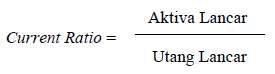 Aktiva Lancar
Current Ratio =
Utang Lancar